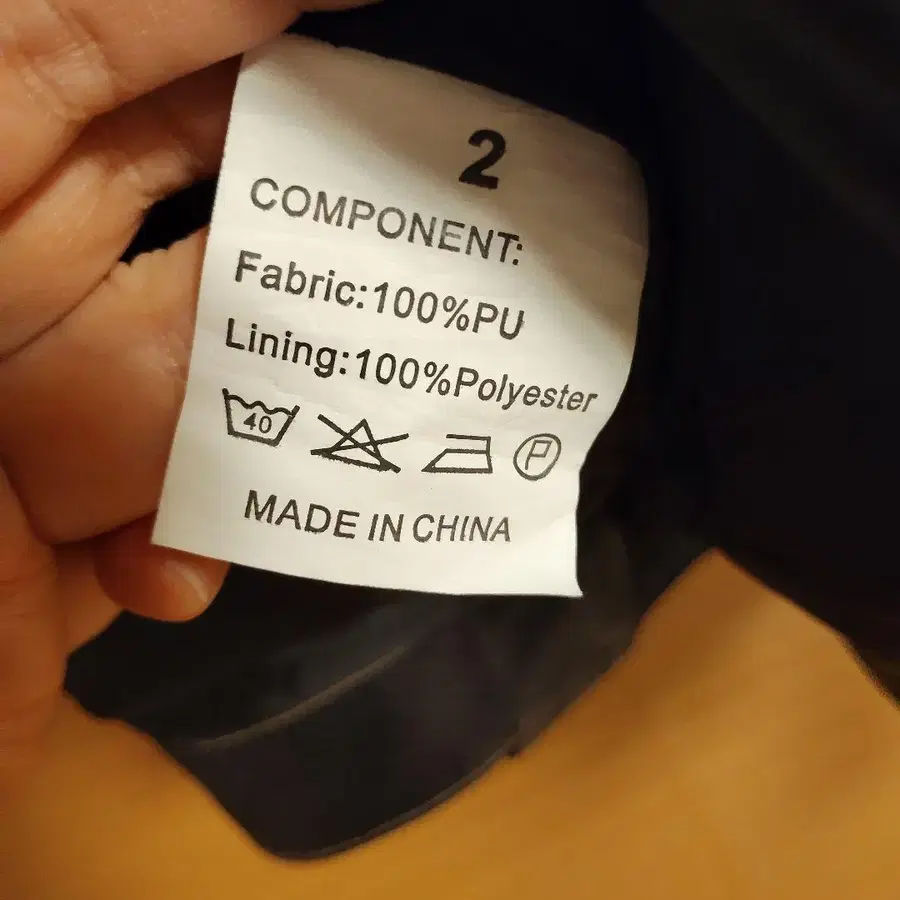 2
COMPONENT:
Fabric:100%PU
Lining:100%Polyester
40 P
MADE IN CHINA